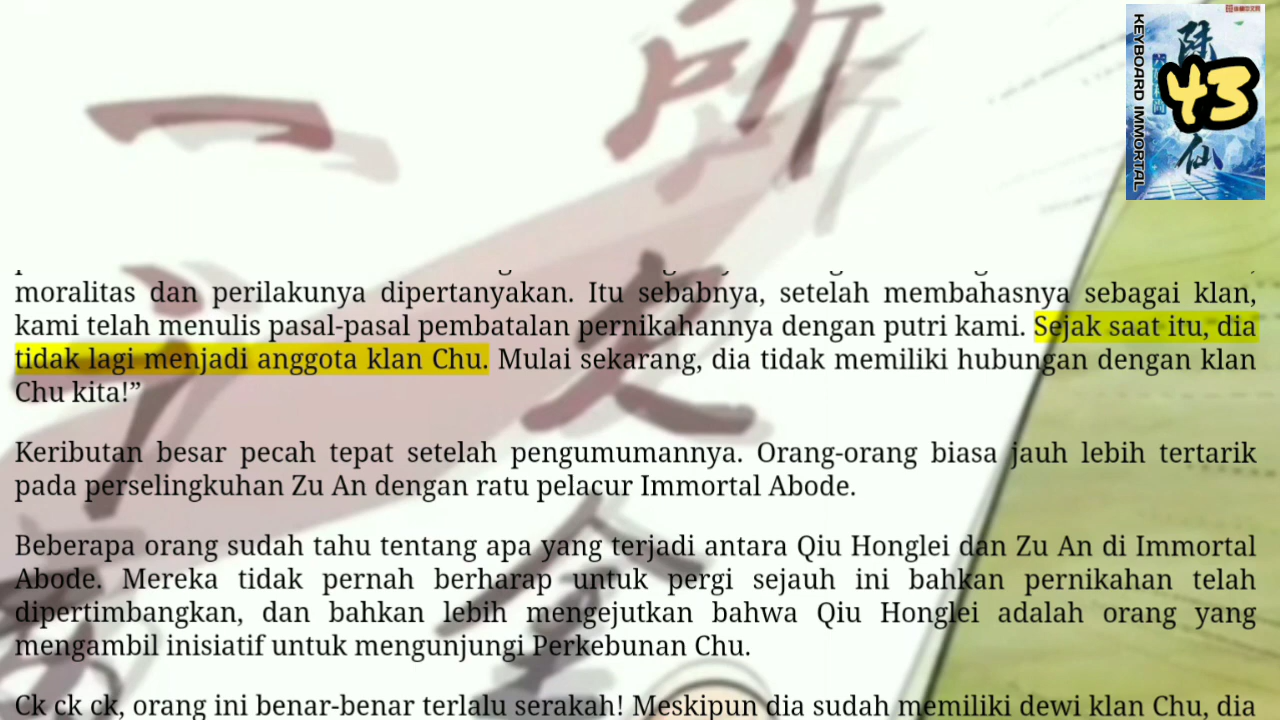 陆
仙
KEYBOARD IMMORTAL
43
所
一
moralitas dan perilakunya dipertanyakan. Itu sebabnya, setelah membahasnya sebagai klan,
kami telah menulis pasal-pasal pembatalan pernikahannya dengan putri kami. Sejak saat itu, dia
tidak lagi menjadi anggota klan Chu. Mulai sekarang, dia tidak memiliki hubungan dengan klan
Chu kita!”
Keributan besar pecah tepat setelah pengumumannya. Orang-orang biasa jauh lebih tertarik
pada perselingkuhan Zu An dengan ratu pelacur Immortal Abode.
Beberapa orang sudah tahu tentang apa yang terjadi antara Qiu Honglei dan Zu An di Immortal
Abode. Mereka tidak pernah berharap untuk pergi sejauh ini bahkan pernikahan telah
dipertimbangkan, dan bahkan lebih mengejutkan bahwa Qiu Honglei adalah orang yang
mengambil inisiatif untuk mengunjungi Perkebunan Chu.
Ck ck ck, orang ini benar-benar terlalu serakah! Meskipun dia sudah memiliki dewi klan Chu, dia